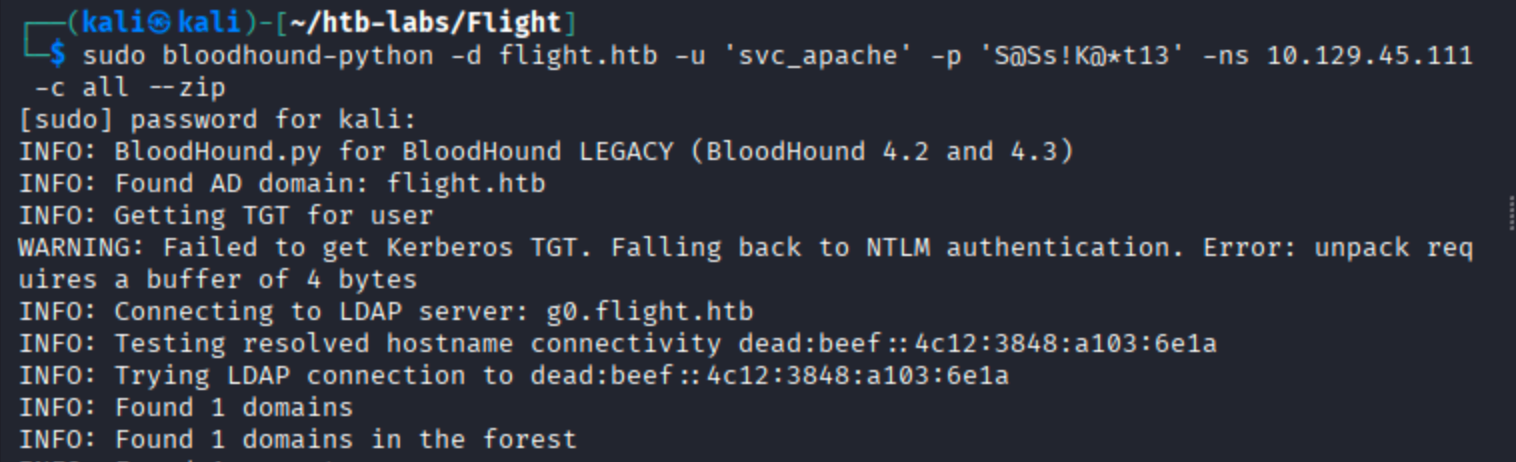 ┌──(kali㉿kali)-[~/htb-labs/Flight]
└─$ sudo bloodhound-python -d flight.htb -u 'svc_apache' -p 'S@Ss!K@*t13' -ns 10.129.45.111
 -c all --zip
[sudo] password for kali:
INFO: BloodHound.py for BloodHound LEGACY (BloodHound 4.2 and 4.3)
INFO: Found AD domain: flight.htb
INFO: Getting TGT for user
WARNING: Failed to get Kerberos TGT. Falling back to NTLM authentication. Error: unpack req
uires a buffer of 4 bytes
INFO: Connecting to LDAP server: g0.flight.htb
INFO: Testing resolved hostname connectivity dead:beef::4c12:3848:a103:6e1a
INFO: Trying LDAP connection to dead:beef::4c12:3848:a103:6e1a
INFO: Found 1 domains
INFO: Found 1 domains in the forest